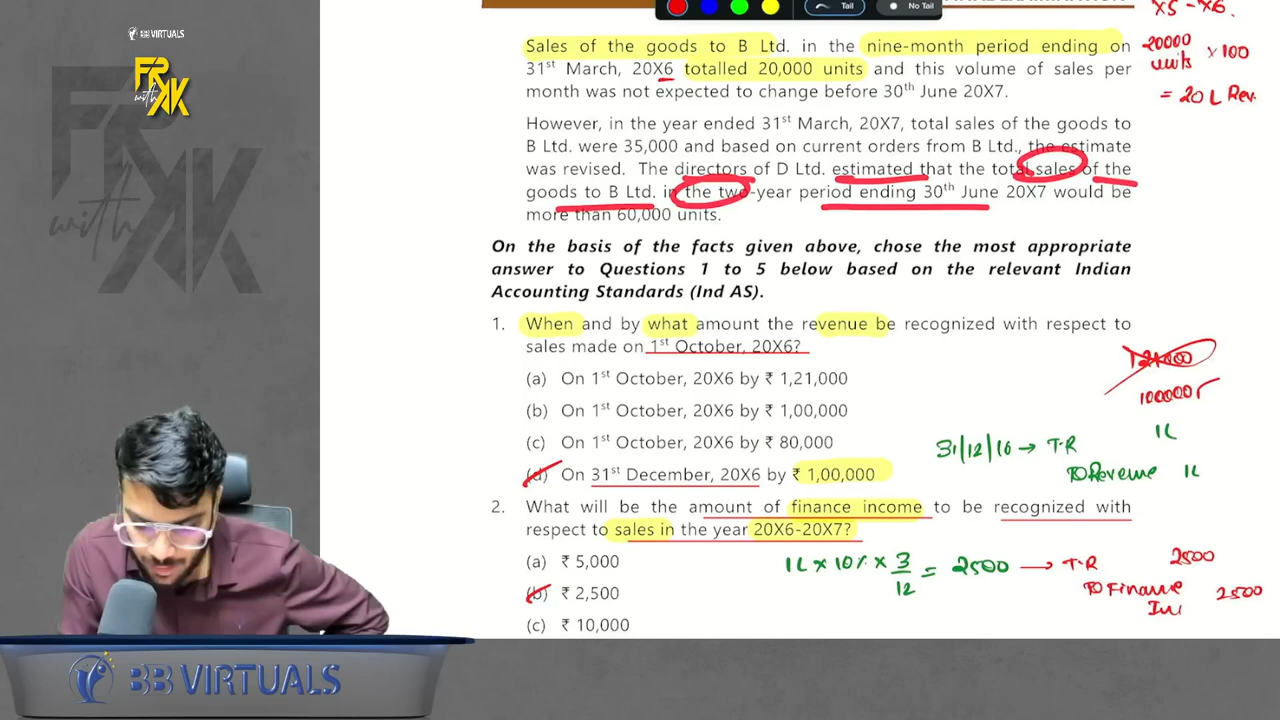 BB VIRTUALS
FR
with
AK
Tail
No Tail
X5 - X6.
Sales of the goods to B Ltd. in the nine-month period ending on
31st March, 20X6 totalled 20,000 units and this volume of sales per
month was not expected to change before 30th June 20X7.
20000 units × 100
= 20 L Rev.
However, in the year ended 31st March, 20X7, total sales of the goods to
B Ltd. were 35,000 and based on current orders from B Ltd., the estimate
was revised. The directors of D Ltd. estimated that the total sales of the
goods to B Ltd. in the two-year period ending 30th June 20X7 would be
more than 60,000 units.
On the basis of the facts given above, chose the most appropriate
answer to Questions 1 to 5 below based on the relevant Indian
Accounting Standards (Ind AS).
1. When and by what amount the revenue be recognized with respect to
sales made on 1st October, 20X6?
(a) On 1st October, 20X6 by ₹ 1,21,000
(b) On 1st October, 20X6 by ₹ 1,00,000
(c) On 1st October, 20X6 by ₹ 80,000
(d) On 31st December, 20X6 by ₹ 1,00,000
31/12/16 → T.R 1L
To Revenue 1L
2. What will be the amount of finance income to be recognized with
respect to sales in the year 20X6-20X7?
(a) ₹ 5,000
(b) ₹ 2,500
(c) ₹ 10,000
1L × 10% × 3/12 = 2500 → T.R 2500
To Finance Inc 2500
BB VIRTUALS